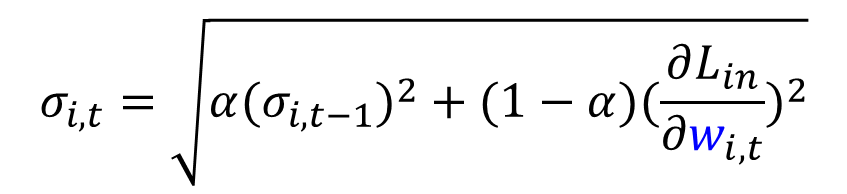 σ_{i,t} = √(α(σ_{i,t−1})² + (1 − α)(∂L_{in}/∂w_{i,t})²)